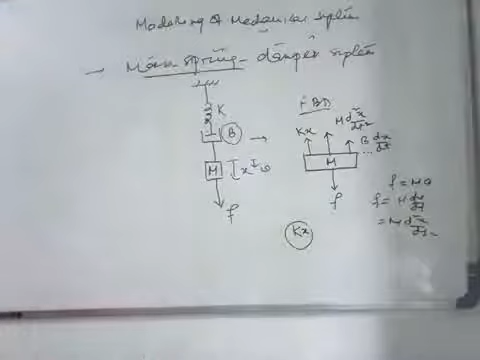 Modeling of Mechanical System
→ Mass spring - damper system
K
B →
M
x
f
FBD
Kx
M d²x/dt²
B dx/dt
M
f
f = Ma
f = M dv/dt
= M d²x/dt²
Kx